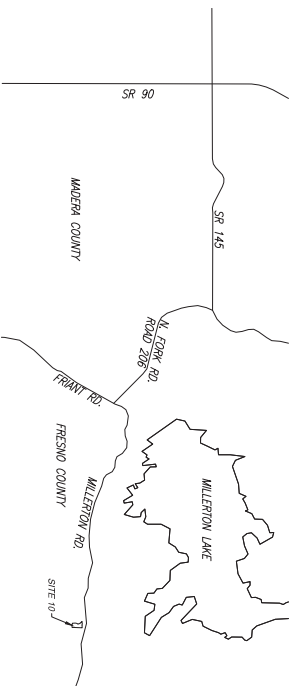 SR 90
SR 145
MADERA COUNTY
N. FORK RD.
ROAD 206
FRIANT RD.
FRESNO COUNTY
MILLERTON RD.
MILLERTON LAKE
SITE 10